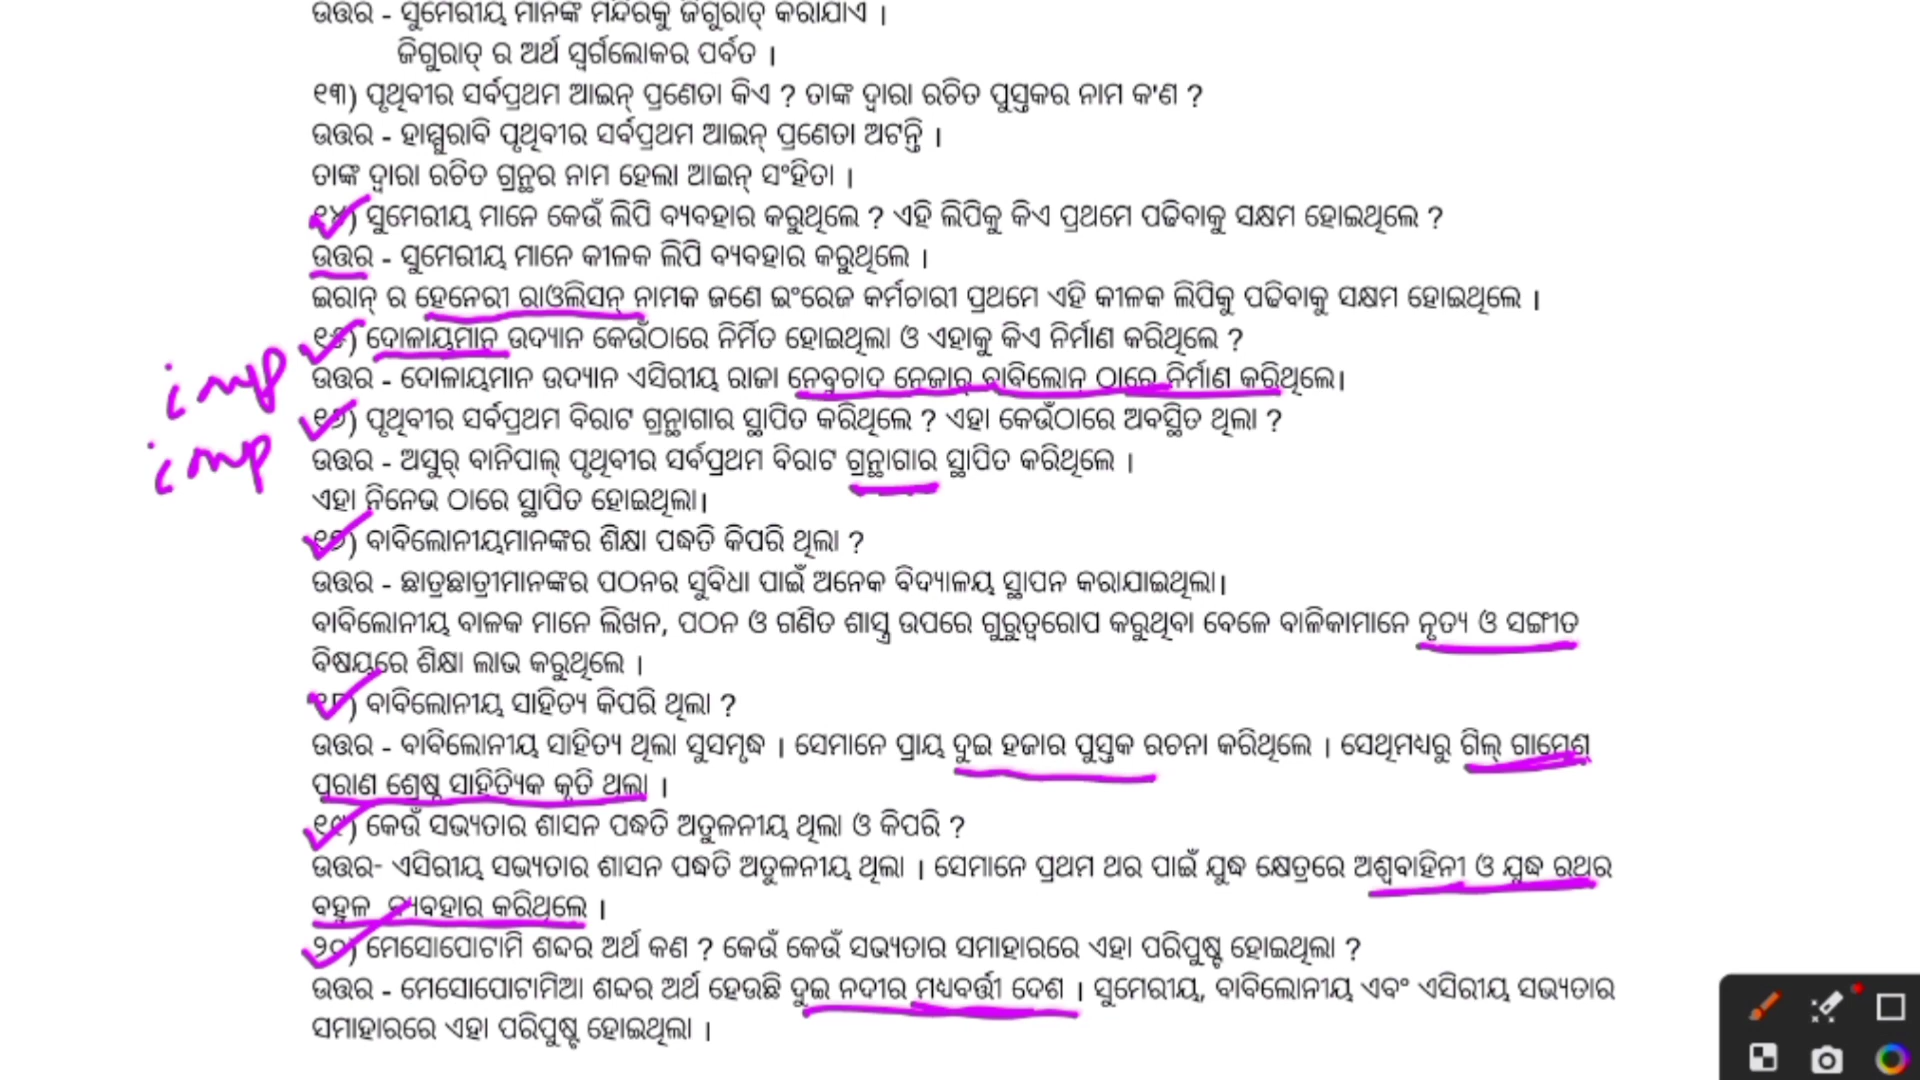 ଉତ୍ତର - ସୁମେରୀୟ ମାନଙ୍କ ମନ୍ଦିରକୁ ଜିଗୁରାତ୍ କରାଯାଏ ।
ଜିଗୁରାତ୍ ର ଅର୍ଥ ସ୍ୱର୍ଗଲୋକର ପର୍ବତ ।
୧୩) ପୃଥିବୀର ସର୍ବପ୍ରଥମ ଆଇନ୍ ପ୍ରଣେତା କିଏ ? ତାଙ୍କ ଦ୍ୱାରା ରଚିତ ପୁସ୍ତକର ନାମ କ'ଣ ?
ଉତ୍ତର - ହାମୁରାବି ପୃଥିବୀର ସର୍ବପ୍ରଥମ ଆଇନ୍ ପ୍ରଣେତା ଅଟନ୍ତି ।
ତାଙ୍କ ଦ୍ୱାରା ରଚିତ ଗ୍ରନ୍ଥର ନାମ ହେଲା ଆଇନ୍ ସଂହିତା ।
୧୪) ସୁମେରୀୟ ମାନେ କେଉଁ ଲିପି ବ୍ୟବହାର କରୁଥିଲେ ? ଏହି ଲିପିକୁ କିଏ ପ୍ରଥମେ ପଢିବାକୁ ସକ୍ଷମ ହୋଇଥିଲେ ?
ଉତ୍ତର - ସୁମେରୀୟ ମାନେ କୀଳକ ଲିପି ବ୍ୟବହାର କରୁଥିଲେ ।
ଇରାନ୍ ର ହେନେରୀ ରାଓଲିସନ୍ ନାମକ ଜଣେ ଇଂରେଜ କର୍ମଚାରୀ ପ୍ରଥମେ ଏହି କୀଳକ ଲିପିକୁ ପଢିବାକୁ ସକ୍ଷମ ହୋଇଥିଲେ ।
୧୫) ଦୋଳାୟମାନ ଉଦ୍ୟାନ କେଉଁଠାରେ ନିର୍ମିତ ହୋଇଥିଲା ଓ ଏହାକୁ କିଏ ନିର୍ମାଣ କରିଥିଲେ ?
imp
ଉତ୍ତର - ଦୋଳାୟମାନ ଉଦ୍ୟାନ ଏସିରୀୟ ରାଜା ନେବୁଚାଦ୍ ନେଜାର୍ ବାବିଲୋନ୍ ଠାରେ ନିର୍ମାଣ କରିଥିଲେ।
୧୬) ପୃଥିବୀର ସର୍ବପ୍ରଥମ ବିରାଟ ଗ୍ରନ୍ଥାଗାର ସ୍ଥାପିତ କରିଥିଲେ ? ଏହା କେଉଁଠାରେ ଅବସ୍ଥିତ ଥିଲା ?
imp
ଉତ୍ତର - ଅସୁର୍ ବାନିପାଲ୍ ପୃଥିବୀର ସର୍ବପ୍ରଥମ ବିରାଟ ଗ୍ରନ୍ଥାଗାର ସ୍ଥାପିତ କରିଥିଲେ ।
ଏହା ନିନେଭ ଠାରେ ସ୍ଥାପିତ ହୋଇଥିଲା।
୧୭) ବାବିଲୋନୀୟମାନଙ୍କର ଶିକ୍ଷା ପଦ୍ଧତି କିପରି ଥିଲା ?
ଉତ୍ତର - ଛାତ୍ରଛାତ୍ରୀମାନଙ୍କର ପଠନର ସୁବିଧା ପାଇଁ ଅନେକ ବିଦ୍ୟାଳୟ ସ୍ଥାପନ କରାଯାଇଥିଲା।
ବାବିଲୋନୀୟ ବାଳକ ମାନେ ଲିଖନ, ପଠନ ଓ ଗଣିତ ଶାସ୍ତ୍ର ଉପରେ ଗୁରୁତ୍ୱରୋପ କରୁଥିବା ବେଳେ ବାଳିକାମାନେ ନୃତ୍ୟ ଓ ସଙ୍ଗୀତ
ବିଷୟରେ ଶିକ୍ଷା ଲାଭ କରୁଥିଲେ ।
୧୮) ବାବିଲୋନୀୟ ସାହିତ୍ୟ କିପରି ଥିଲା ?
ଉତ୍ତର - ବାବିଲୋନୀୟ ସାହିତ୍ୟ ଥିଲା ସୁସମୃଦ୍ଧ । ସେମାନେ ପ୍ରାୟ ଦୁଇ ହଜାର ପୁସ୍ତକ ରଚନା କରିଥିଲେ । ସେଥିମଧ୍ୟରୁ ଗିଲ୍ ଗାମେଶ୍
ପୁରାଣ ଶ୍ରେଷ୍ଠ ସାହିତ୍ୟିକ କୃତି ଥିଲା ।
୧୯) କେଉଁ ସଭ୍ୟତାର ଶାସନ ପଦ୍ଧତି ଅତୁଳନୀୟ ଥିଲା ଓ କିପରି ?
ଉତ୍ତର- ଏସିରୀୟ ସଭ୍ୟତାର ଶାସନ ପଦ୍ଧତି ଅତୁଳନୀୟ ଥିଲା । ସେମାନେ ପ୍ରଥମ ଥର ପାଇଁ ଯୁଦ୍ଧ କ୍ଷେତ୍ରରେ ଅଶ୍ୱବାହିନୀ ଓ ଯୁଦ୍ଧ ରଥର
ବହୁଳ ବ୍ୟବହାର କରିଥିଲେ ।
୨୦) ମେସୋପୋଟାମି ଶବ୍ଦର ଅର୍ଥ କଣ ? କେଉଁ କେଉଁ ସଭ୍ୟତାର ସମାହାରରେ ଏହା ପରିପୁଷ୍ଟ ହୋଇଥିଲା ?
ଉତ୍ତର - ମେସୋପୋଟାମିଆ ଶବ୍ଦର ଅର୍ଥ ହେଉଛି ଦୁଇ ନଦୀର ମଧ୍ୟବର୍ତ୍ତୀ ଦେଶ । ସୁମେରୀୟ, ବାବିଲୋନୀୟ ଏବଂ ଏସିରୀୟ ସଭ୍ୟତାର
ସମାହାରରେ ଏହା ପରିପୁଷ୍ଟ ହୋଇଥିଲା ।